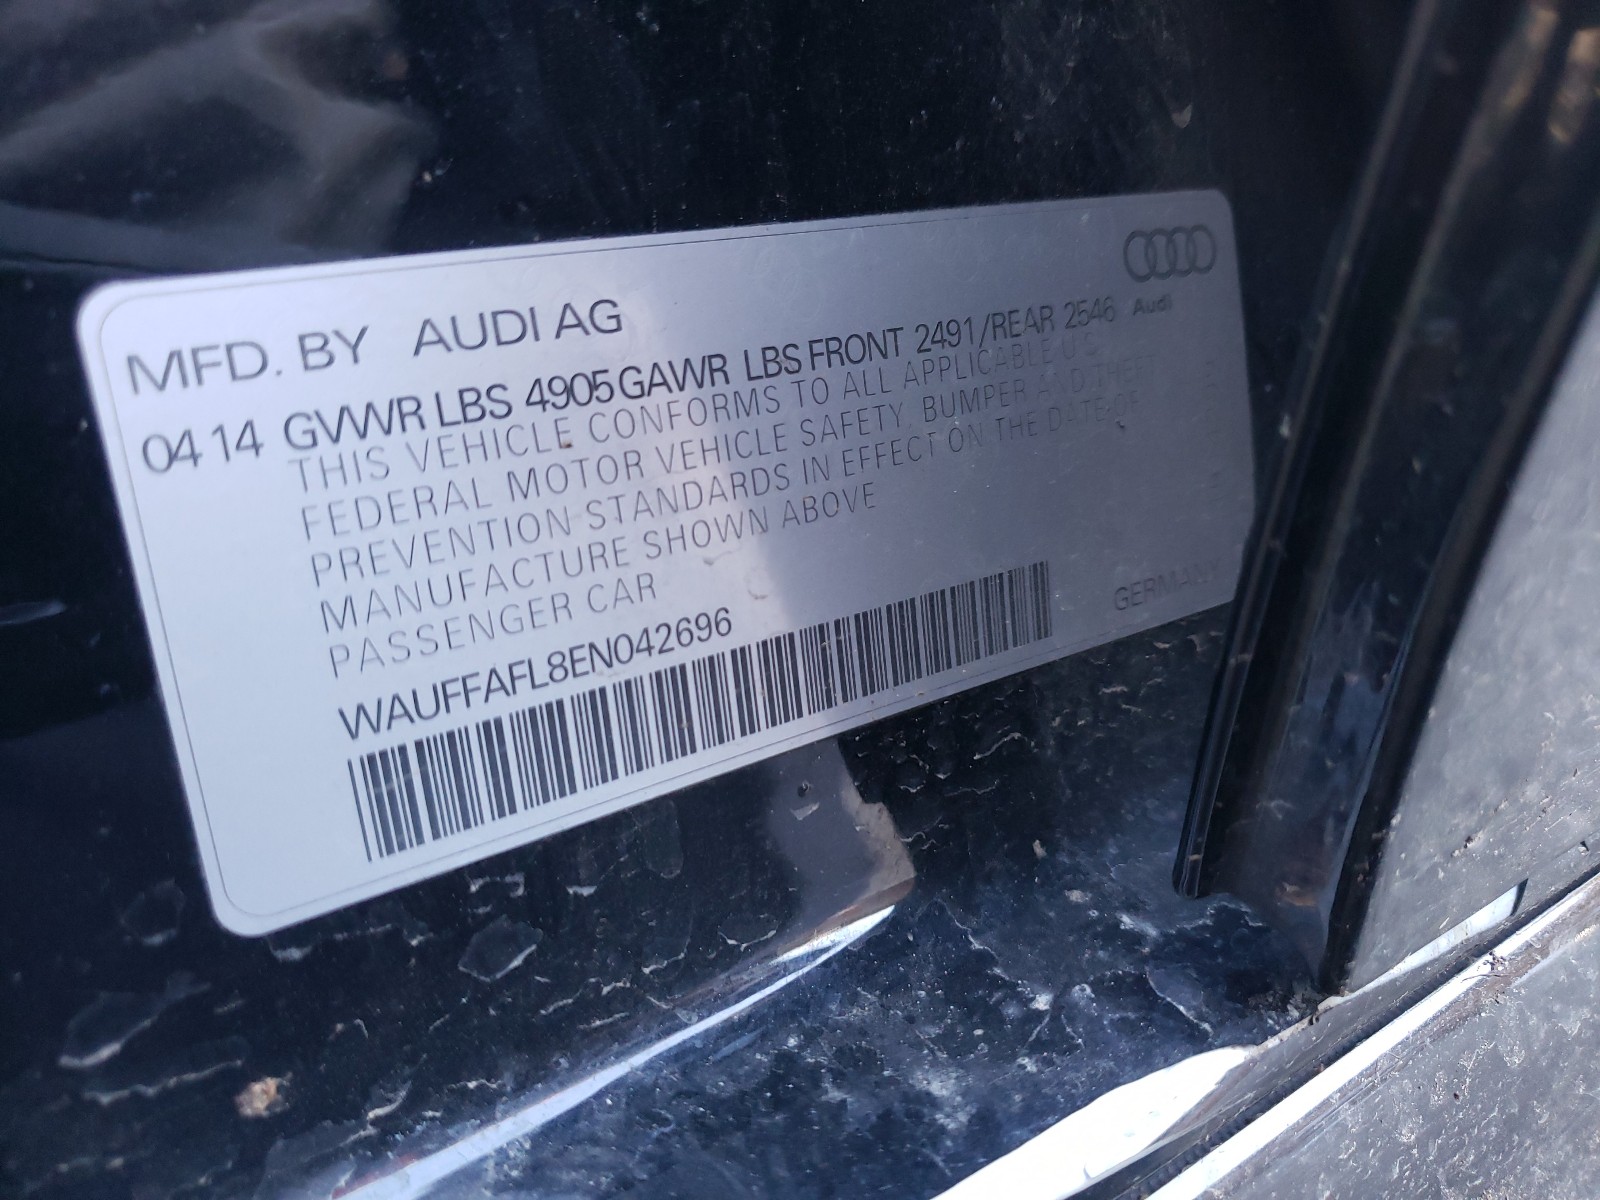 MFD. BY AUDI AG
Audi
04 14 GVWR LBS 4905 GAWR LBS FRONT 2491/REAR 2546
THIS VEHICLE CONFORMS TO ALL APPLICABLE U.S.
FEDERAL MOTOR VEHICLE SAFETY, BUMPER AND THEFT
PREVENTION STANDARDS IN EFFECT ON THE DATE OF
MANUFACTURE SHOWN ABOVE
PASSENGER CAR
WAUFFAFL8EN042696
GERMANY